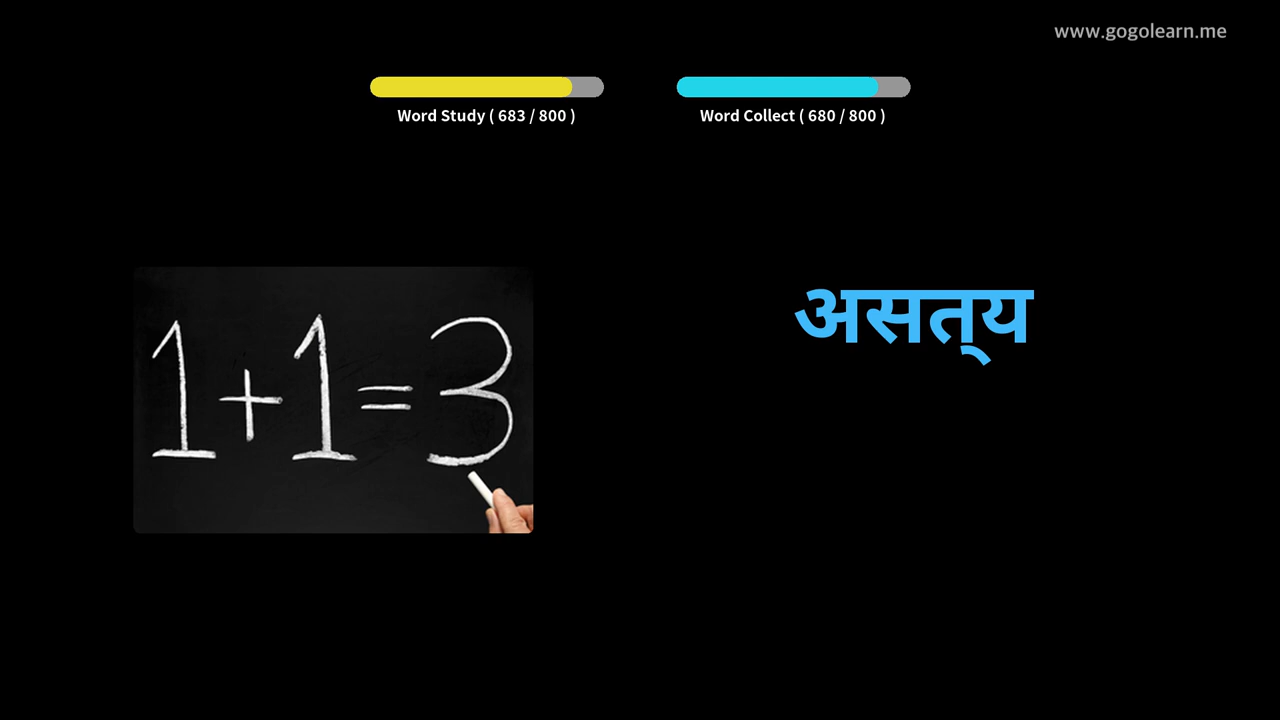 www.gogolearn.me
Word Study ( 683 / 800 )
Word Collect ( 680 / 800 )
1+1=3
असत्‌य